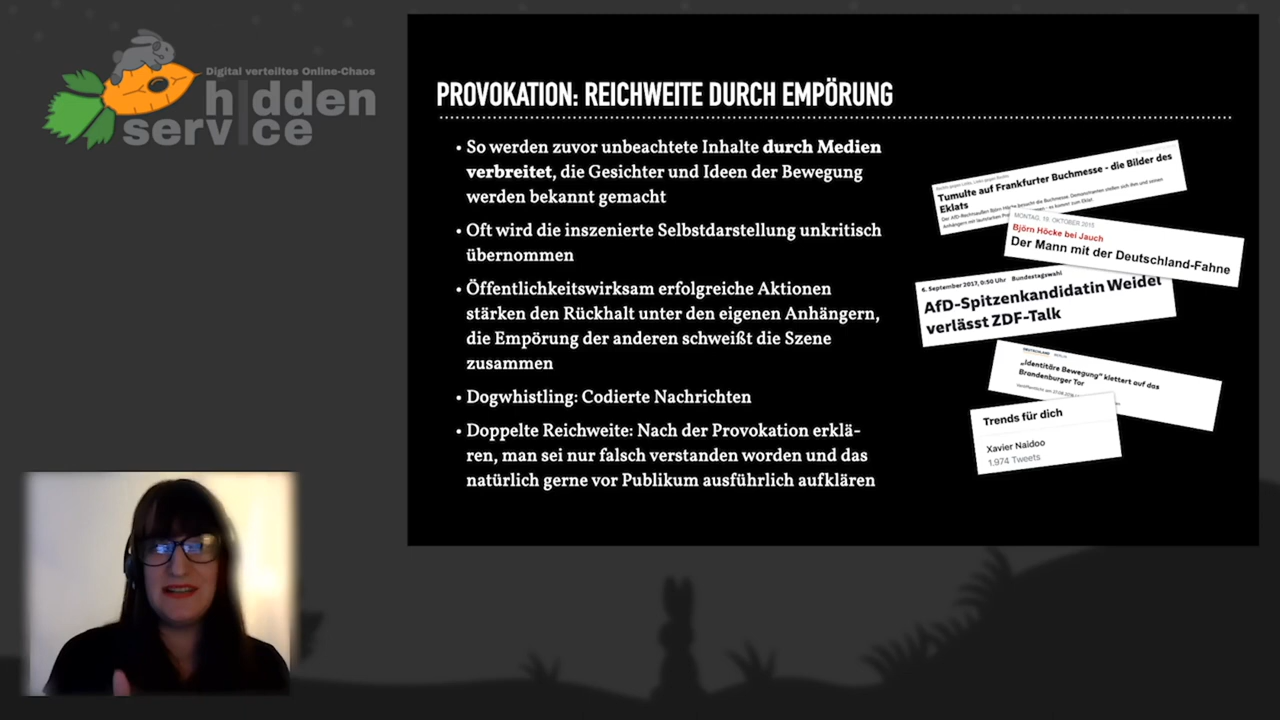 Digital verteiltes Online-Chaos
hidden
service
PROVOKATION: REICHWEITE DURCH EMPÖRUNG
• So werden zuvor unbeachtete Inhalte durch Medien
verbreitet, die Gesichter und Ideen der Bewegung
werden bekannt gemacht
• Oft wird die inszenierte Selbstdarstellung unkritisch
übernommen
• Öffentlichkeitswirksam erfolgreiche Aktionen
stärken den Rückhalt unter den eigenen Anhängern,
die Empörung der anderen schweißt die Szene
zusammen
• Dogwhistling: Codierte Nachrichten
• Doppelte Reichweite: Nach der Provokation erklä-
ren, man sei nur falsch verstanden worden und das
natürlich gerne vor Publikum ausführlich aufklären
Tumulte auf Frankfurter Buchmesse - die Bilder des
Eklats
MONTAG, 19. OKTOBER 2015
Björn Höcke bei Jauch
Der Mann mit der Deutschland-Fahne
6. September 2017, 0:50 Uhr Bundestagswahl
AfD-Spitzenkandidatin Weidel
verlässt ZDF-Talk
DEUTSCHLAND BERLIN
„Identitäre Bewegung" klettert auf das
Brandenburger Tor
Trends für dich
Xavier Naidoo
1.974 Tweets